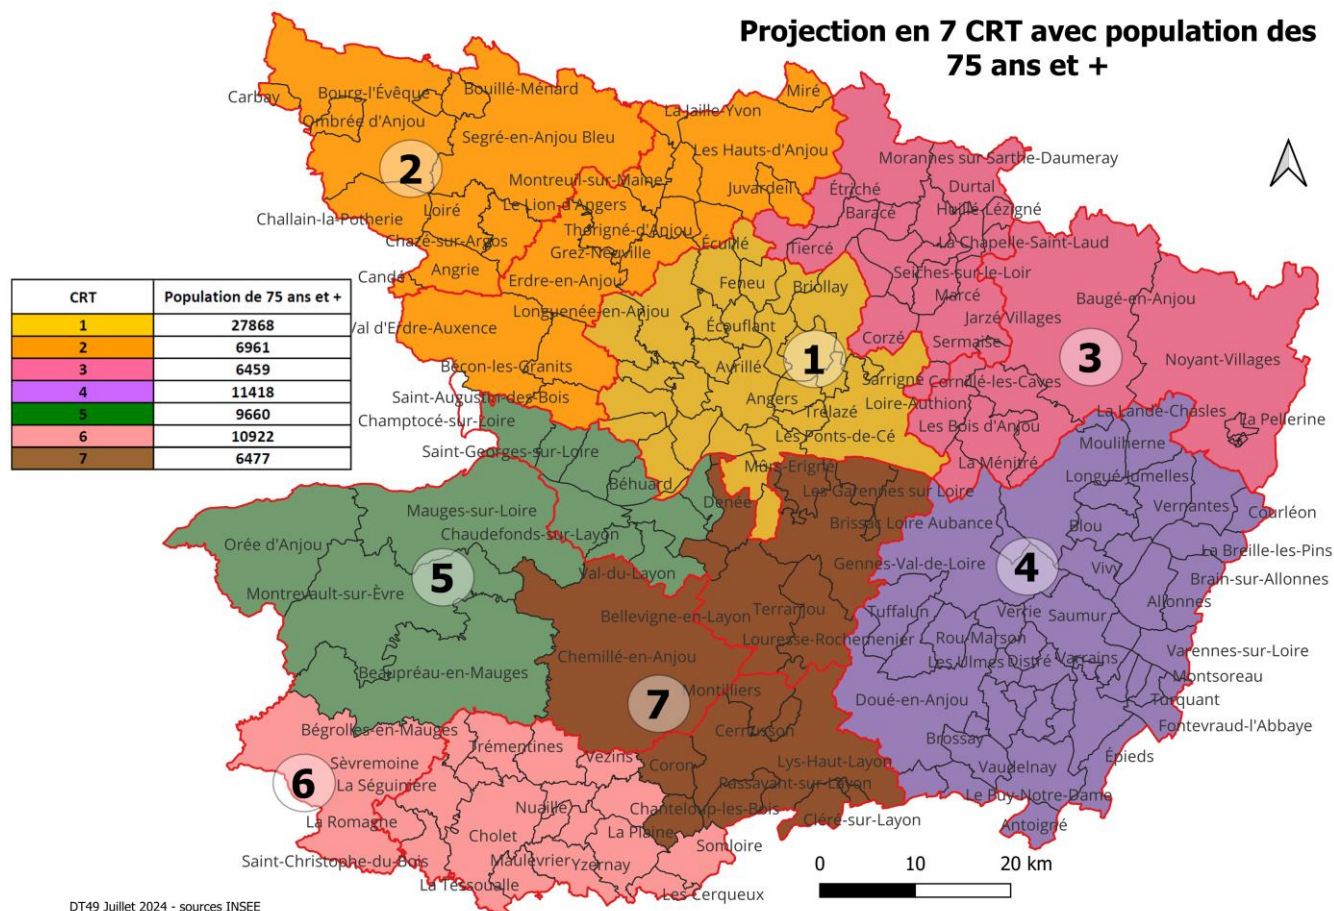 Projection en 7 CRT avec population des
75 ans et +
Miré
Carbay
Bourg-l'Évêque
Bouillé-Ménard
La Jaille-Yvon
Ombrée d'Anjou
Segré-en-Anjou Bleu
Les Hauts-d'Anjou
Morannes sur Sarthe-Daumeray
2
Montreuil-sur-Maine
Juvardeil
Étriché
Durtal
Challain-la-Potherie
Loiré
Le Lion-d'Angers
Baracé
Huillé-Lézigné
Chazé-sur-Argos
Thorigné-d'Anjou
Écuillé
Tiercé
La Chapelle-Saint-Laud
Candé
Angrie
Grez-Neuville
Erdre-en-Anjou
Feneu
Briollay
Seiches-sur-le-Loir
Marcé
Baugé-en-Anjou
CRT Population de 75 ans et +
1 27868
2 6961
3 6459
4 11418
5 9660
6 10922
7 6477
Longuenée-en-Anjou
Val d'Erdre-Auxence
Écouflant
Jarzé Villages
Corzé
Sermaise
3
Noyant-Villages
1
Bécon-les-Granits
Avrillé
Sarrigné
Cornillé-les-Caves
Saint-Augustin-des-Bois
Angers
Trélazé
Loire-Authion
La Lande-Chasles
La Pellerine
Champtocé-sur-Loire
Les Bois d'Anjou
Mouliherne
Saint-Georges-sur-Loire
Les Ponts-de-Cé
La Ménitré
Mûrs-Erigné
Longué-Jumelles
Béhuard
Denée
Les Garennes sur Loire
Vernantes
Courléon
Mauges-sur-Loire
Brissac Loire Aubance
Blou
Chaudefonds-sur-Layon
Orée d'Anjou
La Breille-les-Pins
5
Val-du-Layon
Gennes-Val-de-Loire
4
Vivy
Brain-sur-Allonnes
Montrevault-sur-Èvre
Allonnes
Bellevigne-en-Layon
Terranjou
Tuffalun
Verrie
Saumur
Louresse-Rochemenier
Rou-Marson
Chemillé-en-Anjou
Les Ulmes
Distré
Varrains
Varennes-sur-Loire
Beaupréau-en-Mauges
Montsoreau
7
Montilliers
Doué-en-Anjou
Turquant
Bégrolles-en-Mauges
Cernusson
Fontevraud-l'Abbaye
Trémentines
Brossay
Épieds
Sèvremoine
Vezins
Coron
Lys-Haut-Layon
Vaudelnay
6
La Séguinière
Passavant-sur-Layon
Nuaillé
Chanteloup-les-Bois
Le Puy-Notre-Dame
La Romagne
Cholet
La Plaine
Cléré-sur-Layon
Antoigné
Somloire
Saint-Christophe-du-Bois
Maulévrier
Yzernay
La Tessoualle
Les Cerqueux
0 10 20 km
DT49 Juillet 2024 - sources INSEE